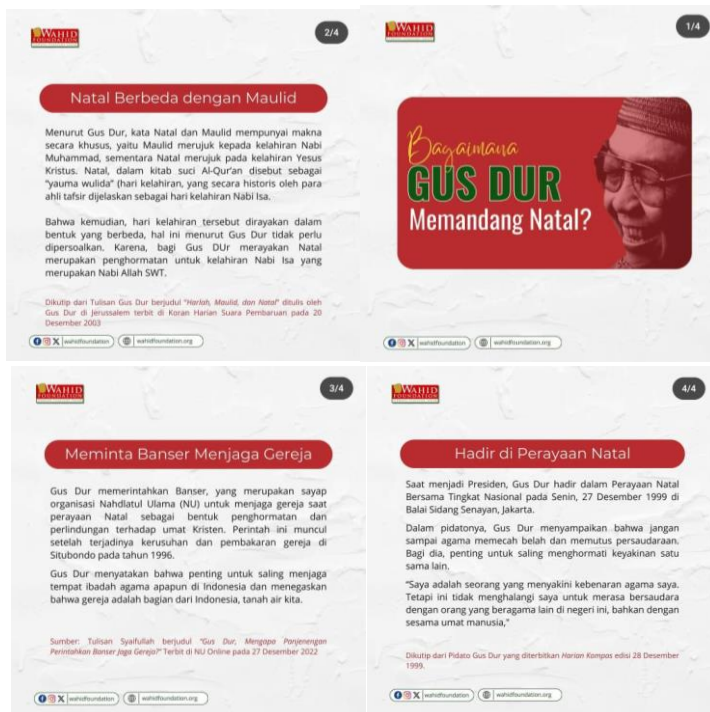 WAHID
FOUNDATION
2/4
Natal Berbeda dengan Maulid
Menurut Gus Dur, kata Natal dan Maulid mempunyai makna
secara khusus, yaitu Maulid merujuk kepada kelahiran Nabi
Muhammad, sementara Natal merujuk pada kelahiran Yesus
Kristus. Natal, dalam kitab suci Al-Qur'an disebut sebagai
"yauma wulida" (hari kelahiran, yang secara historis oleh para
ahli tafsir dijelaskan sebagai hari kelahiran Nabi Isa.
Bahwa kemudian, hari kelahiran tersebut dirayakan dalam
bentuk yang berbeda, hal ini menurut Gus Dur tidak perlu
dipersoalkan. Karena, bagi Gus DUr merayakan Natal
merupakan penghormatan untuk kelahiran Nabi Isa yang
merupakan Nabi Allah SWT.
Dikutip dari Tulisan Gus Dur berjudul "Harlah, Maulid, dan Natal" ditulis oleh
Gus Dur di Jerussalem terbit di Koran Harian Suara Pembaruan pada 20
Desember 2003
wahidfoundation
wahidfoundation.org
WAHID
FOUNDATION
1/4
Bagaimana
GUS DUR
Memandang Natal?
wahidfoundation
wahidfoundation.org
WAHID
FOUNDATION
3/4
Meminta Banser Menjaga Gereja
Gus Dur memerintahkan Banser, yang merupakan sayap
organisasi Nahdlatul Ulama (NU) untuk menjaga gereja saat
perayaan Natal sebagai bentuk penghormatan dan
perlindungan terhadap umat Kristen. Perintah ini muncul
setelah terjadinya kerusuhan dan pembakaran gereja di
Situbondo pada tahun 1996.
Gus Dur menyatakan bahwa penting untuk saling menjaga
tempat ibadah agama apapun di Indonesia dan menegaskan
bahwa gereja adalah bagian dari Indonesia, tanah air kita.
Sumber: Tulisan Syaifullah berjudul "Gus Dur, Mengapa Panjenengan
Perintahkan Banser Jaga Gereja?" Terbit di NU Online pada 27 Desember 2022
wahidfoundation
wahidfoundation.org
WAHID
FOUNDATION
4/4
Hadir di Perayaan Natal
Saat menjadi Presiden, Gus Dur hadir dalam Perayaan Natal
Bersama Tingkat Nasional pada Senin, 27 Desember 1999 di
Balai Sidang Senayan, Jakarta.
Dalam pidatonya, Gus Dur menyampaikan bahwa jangan
sampai agama memecah belah dan memutus persaudaraan.
Bagi dia, penting untuk saling menghormati keyakinan satu
sama lain.
"Saya adalah seorang yang menyakini kebenaran agama saya.
Tetapi ini tidak menghalangi saya untuk merasa bersaudara
dengan orang yang beragama lain di negeri ini, bahkan dengan
sesama umat manusia,"
Dikutip dari Pidato Gus Dur yang diterbitkan Harian Kompas edisi 28 Desember
1999.
wahidfoundation
wahidfoundation.org